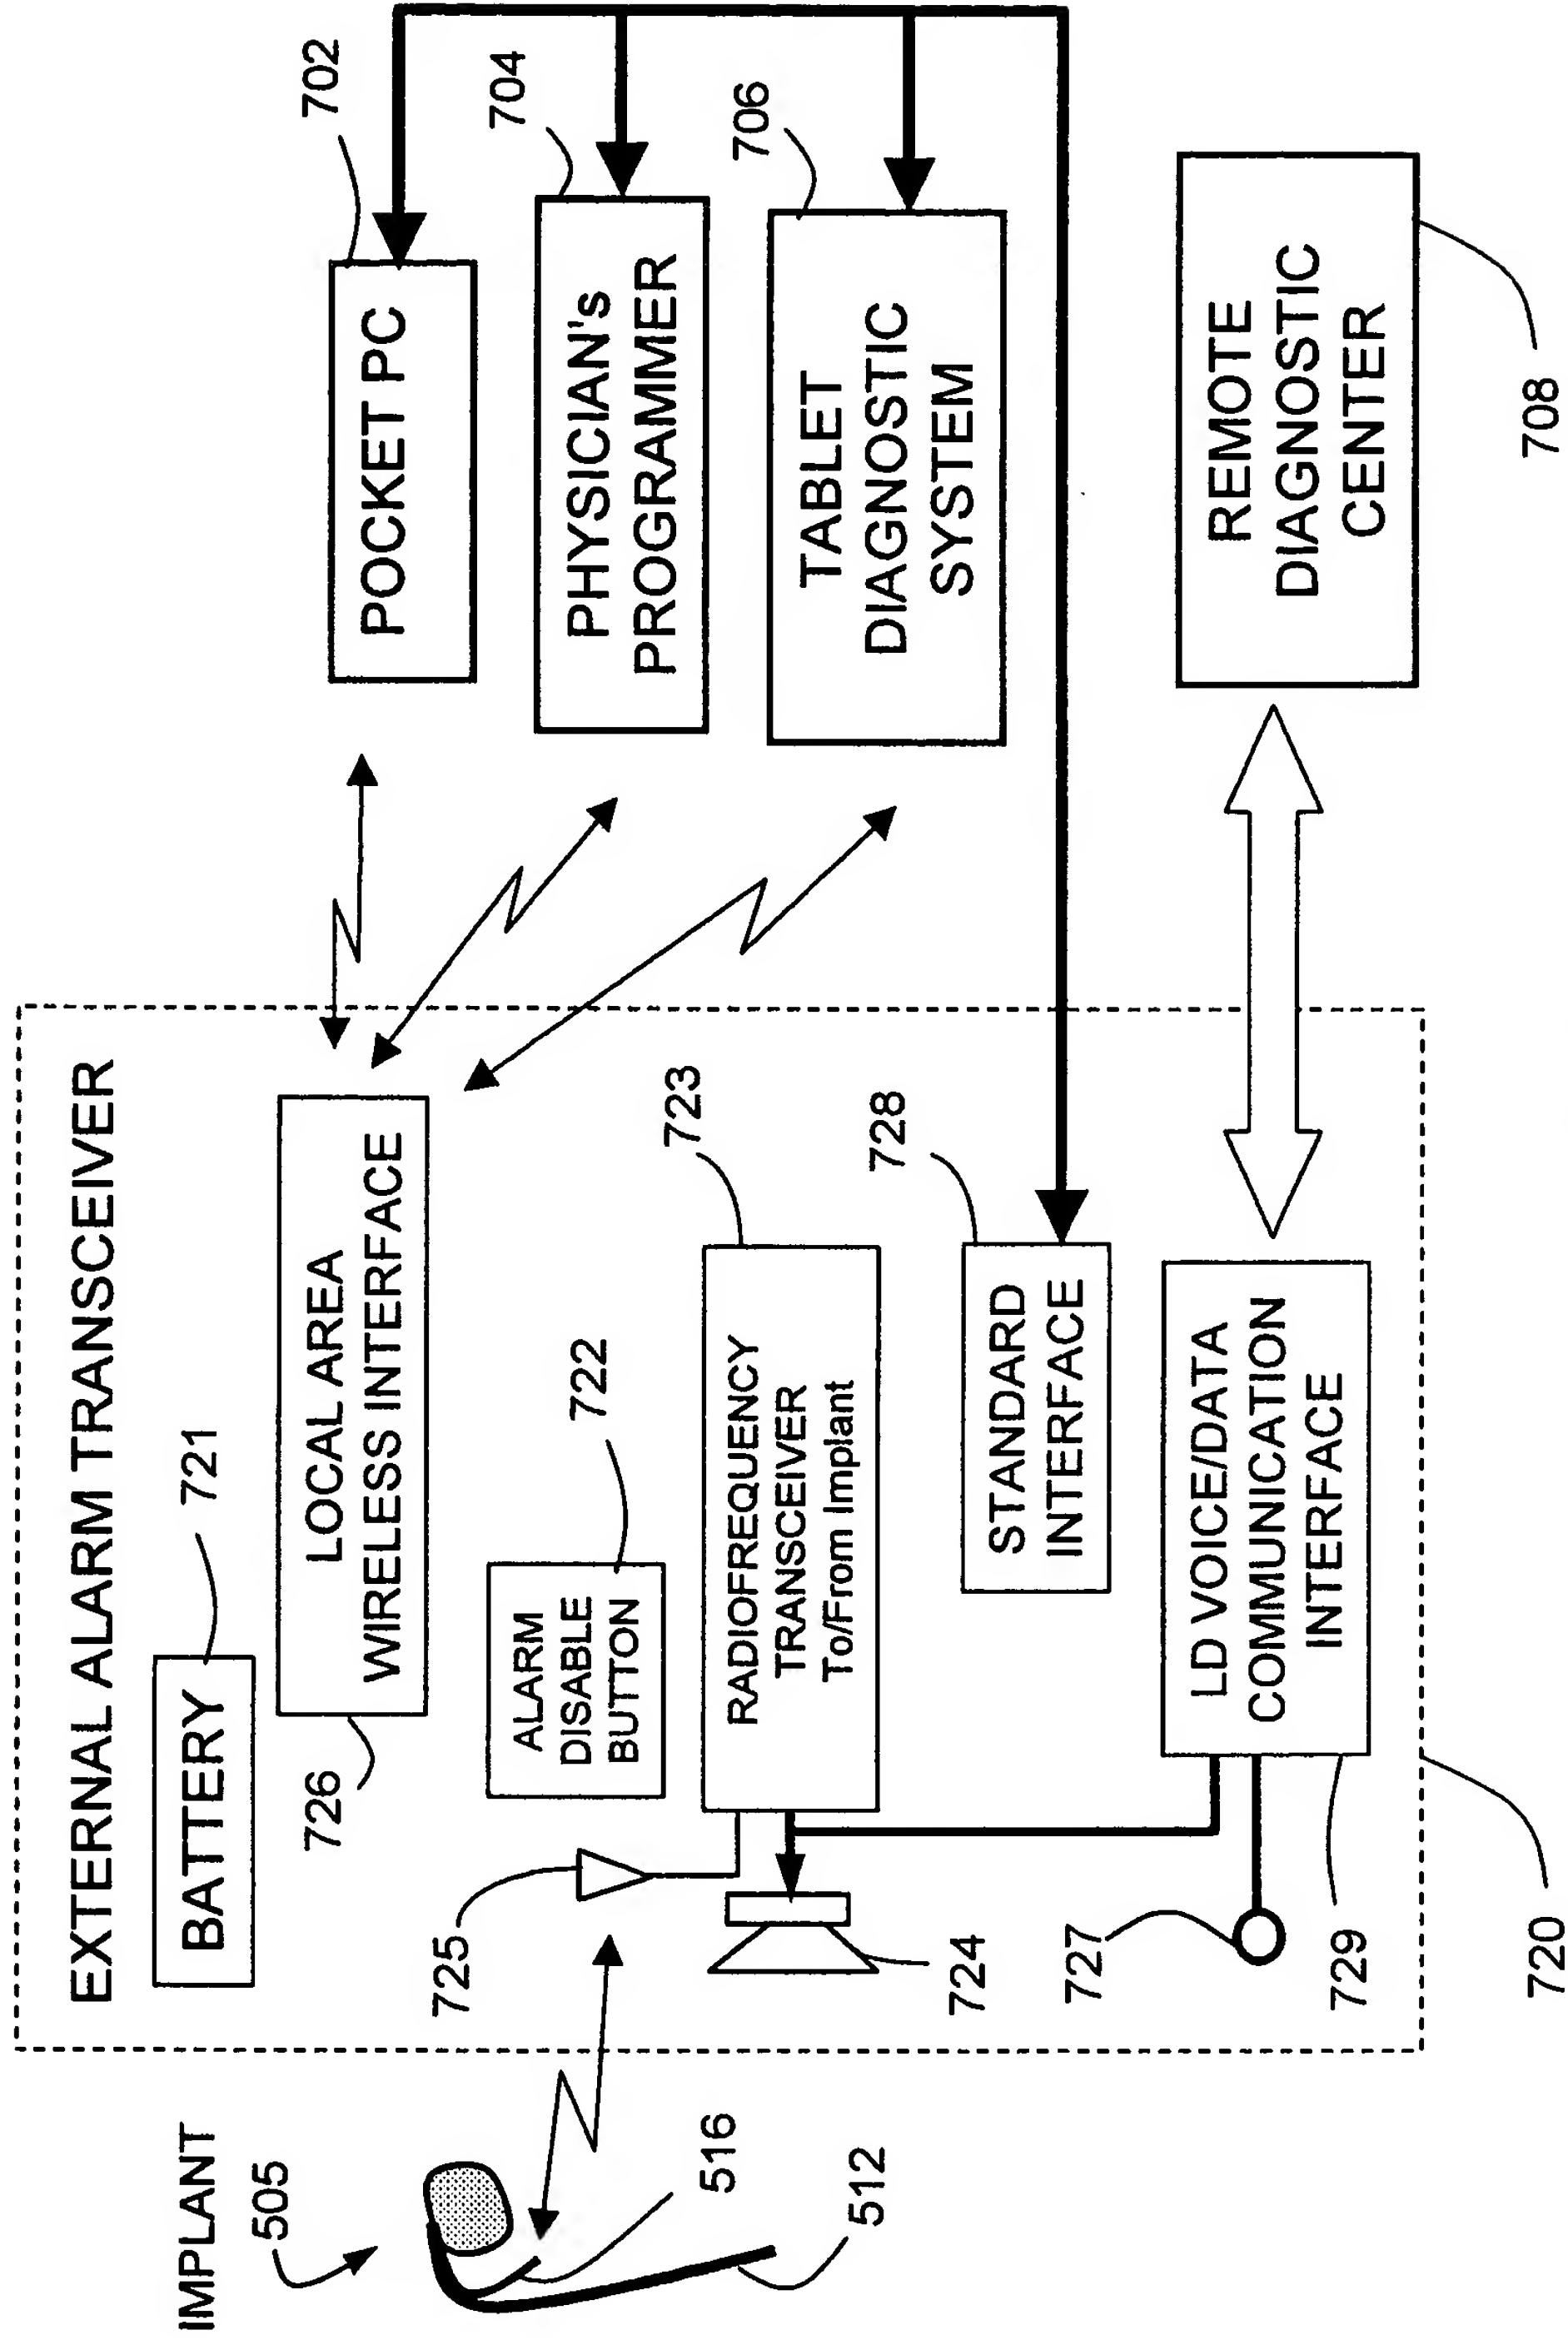 EXTERNAL ALARM TRANSCEIVER
BATTERY
721
LOCAL AREA
WIRELESS INTERFACE
726
ALARM
DISABLE
BUTTON
722
RADIOFREQUENCY
TRANSCEIVER
To/From Implant
723
725
724
STANDARD
INTERFACE
728
LD VOICE/DATA
COMMUNICATION
INTERFACE
727
729
720
IMPLANT
505
516
512
POCKET PC
702
PHYSICIAN's
PROGRAMMER
704
TABLET
DIAGNOSTIC
SYSTEM
706
REMOTE
DIAGNOSTIC
CENTER
708